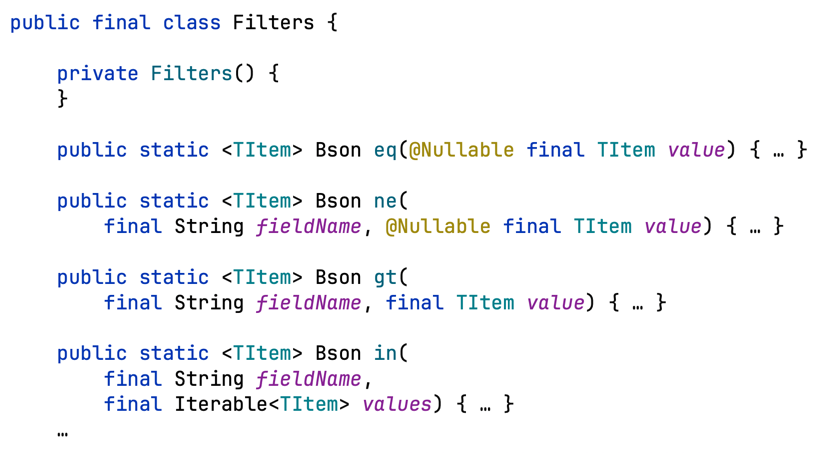 public final class Filters {
    private Filters() {
    }
    public static <TItem> Bson eq(@Nullable final TItem value) { … }
    public static <TItem> Bson ne(
        final String fieldName, @Nullable final TItem value) { … }
    public static <TItem> Bson gt(
        final String fieldName, final TItem value) { … }
    public static <TItem> Bson in(
        final String fieldName,
        final Iterable<TItem> values) { … }
    …